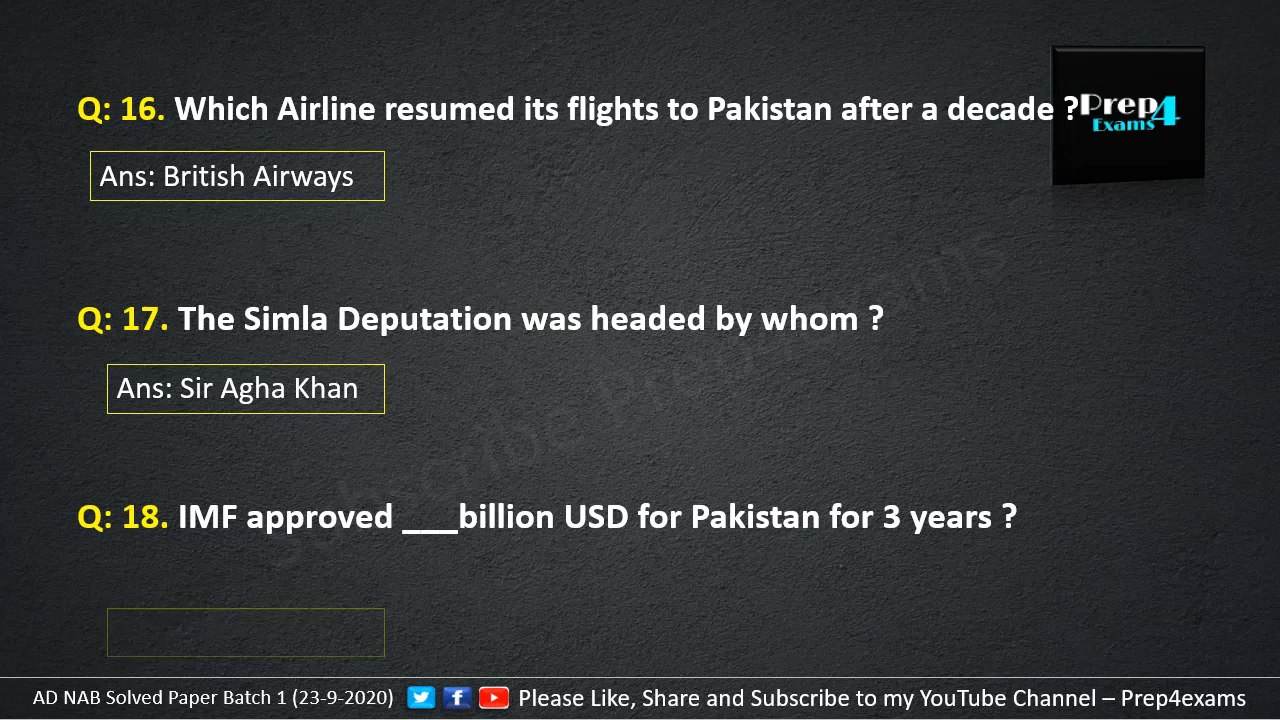 Q: 16. Which Airline resumed its flights to Pakistan after a decade ?
Prep4
Exams
Ans: British Airways
Q: 17. The Simla Deputation was headed by whom ?
Ans: Sir Agha Khan
Q: 18. IMF approved ___billion USD for Pakistan for 3 years ?
AD NAB Solved Paper Batch 1 (23-9-2020) Please Like, Share and Subscribe to my YouTube Channel – Prep4exams